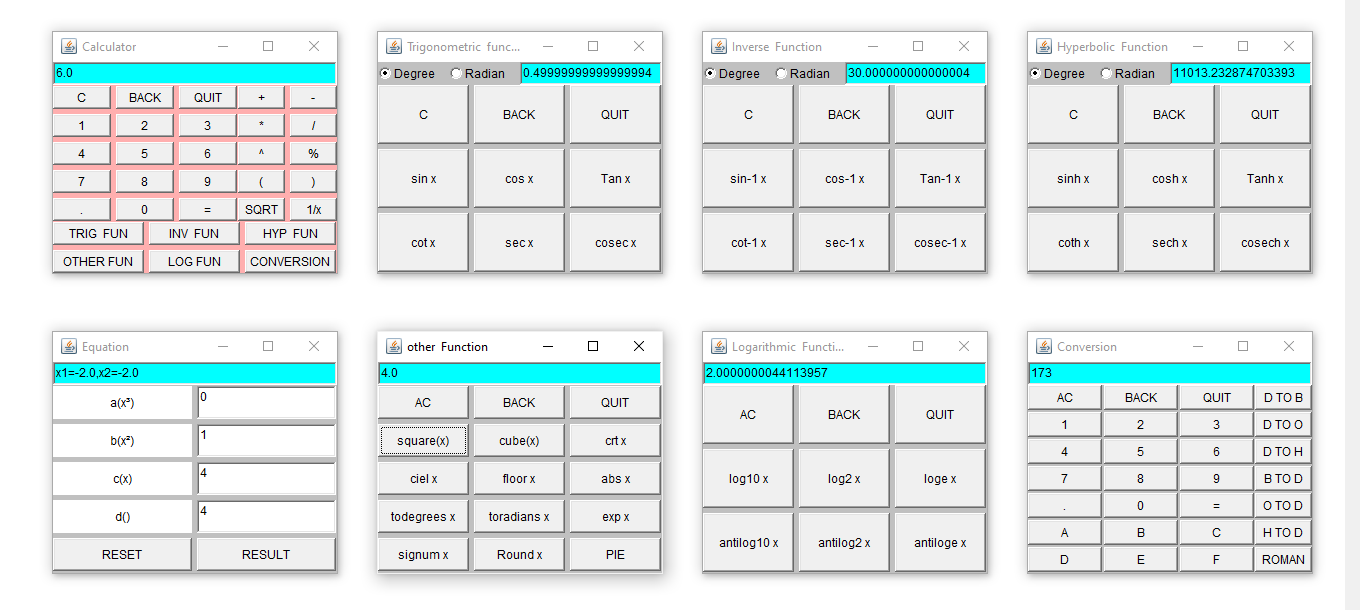 Calculator
6.0
C BACK QUIT + -
1 2 3 * /
4 5 6 ^ %
7 8 9 ( )
. 0 = SQRT 1/x
TRIG FUN INV FUN HYP FUN
OTHER FUN LOG FUN CONVERSION
Trigonometric func...
Degree Radian 0.49999999999999994
C BACK QUIT
sin x cos x Tan x
cot x sec x cosec x
Inverse Function
Degree Radian 30.000000000000004
C BACK QUIT
sin-1 x cos-1 x Tan-1 x
cot-1 x sec-1 x cosec-1 x
Hyperbolic Function
Degree Radian 11013.232874703393
C BACK QUIT
sinh x cosh x Tanh x
coth x sech x cosech x
Equation
x1=-2.0,x2=-2.0
a(x³) 0
b(x²) 1
c(x) 4
d() 4
RESET RESULT
other Function
4.0
AC BACK QUIT
square(x) cube(x) crt x
ciel x floor x abs x
todegrees x toradians x exp x
signum x Round x PIE
Logarithmic Functi...
2.0000000044113957
AC BACK QUIT
log10 x log2 x loge x
antilog10 x antilog2 x antiloge x
Conversion
173
AC BACK QUIT D TO B
1 2 3 D TO O
4 5 6 D TO H
7 8 9 B TO D
. 0 = O TO D
A B C H TO D
D E F ROMAN